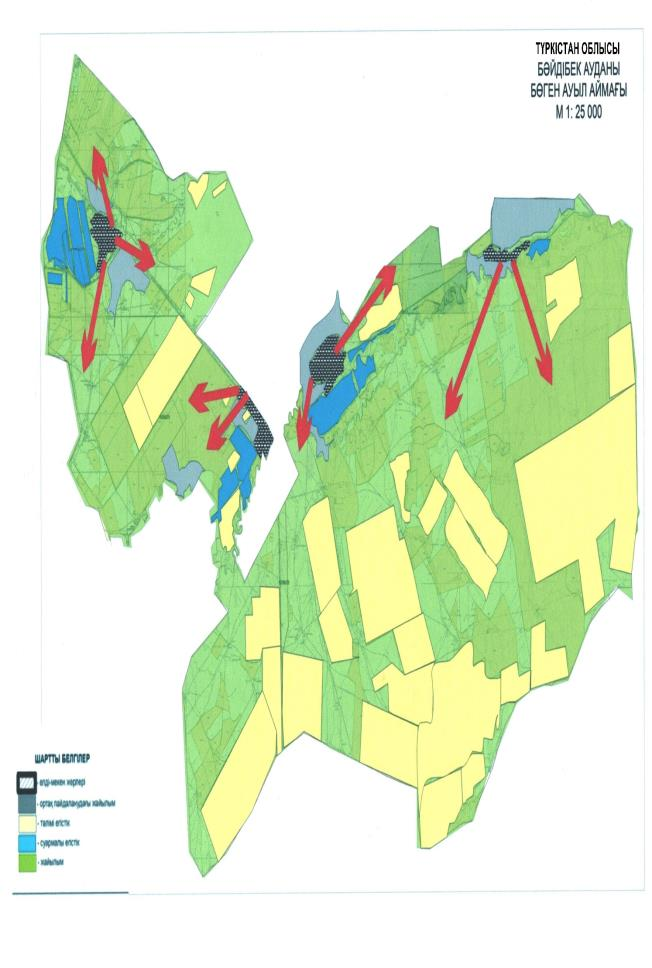 ТҮРКІСТАН ОБЛЫСЫ
БӘЙДІБЕК АУДАНЫ
БӨГЕН АУЫЛ АЙМАҒЫ
М 1: 25 000
ШАРТТЫ БЕЛГІЛЕР
- елді-мекен жерлері
- ортақ пайдаланудағы жайылым
- тәлімі егістік
- суармалы егістік
- жайылым